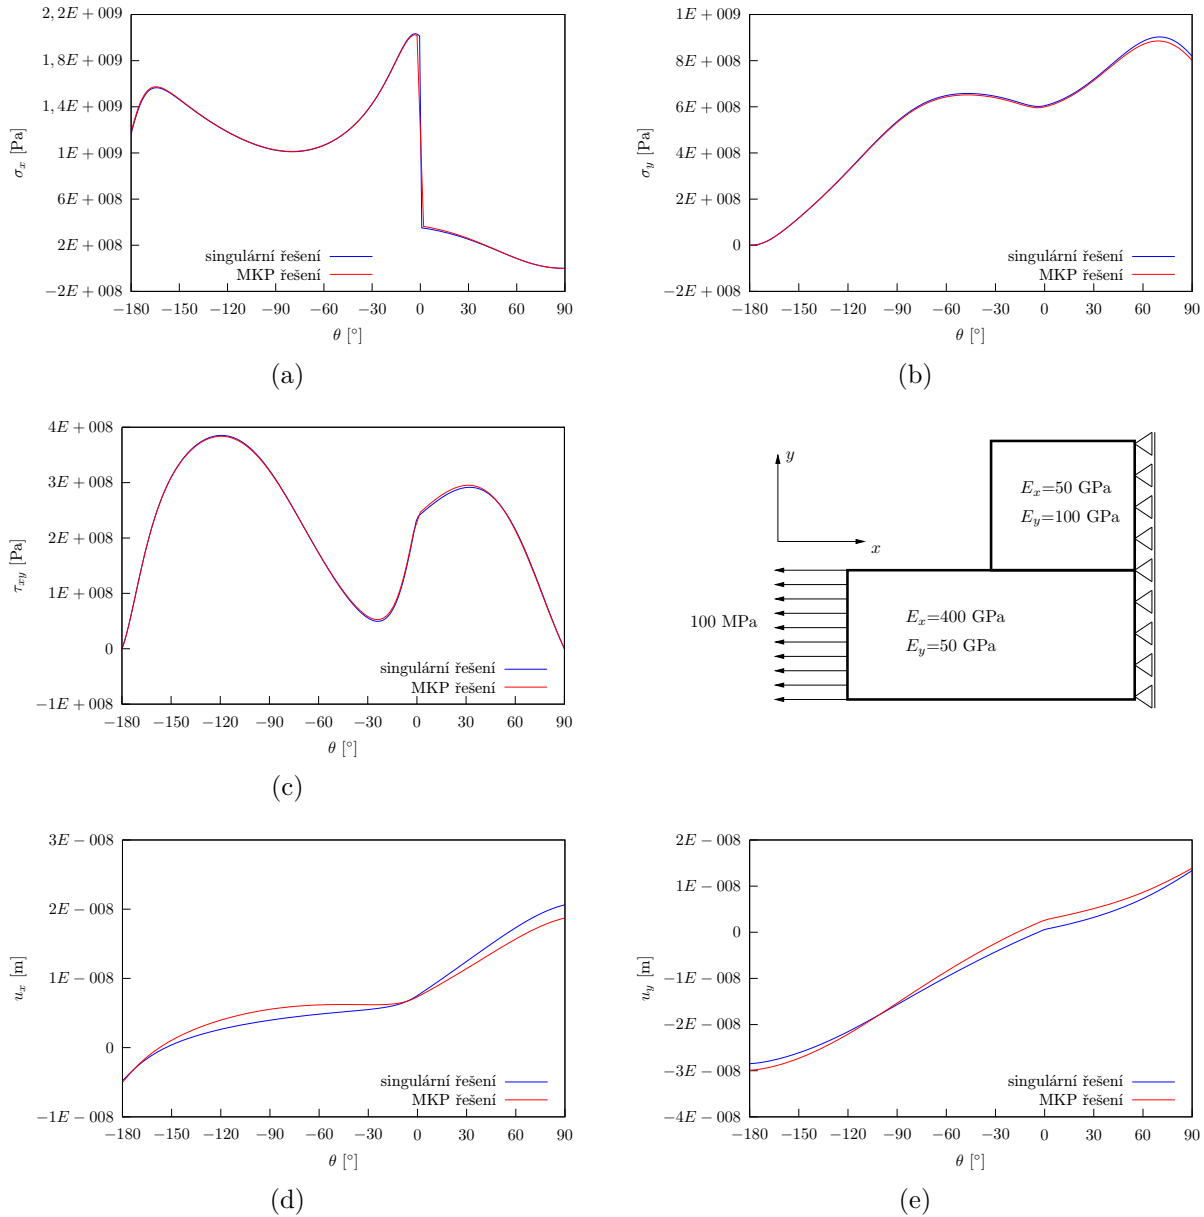 2,2E+009
1,8E+009
1,4E+009
1E+009
6E+008
2E+008
−2E+008
σx [Pa]
singulární řešení
MKP řešení
−180 −150 −120 −90 −60 −30 0 30 60 90
θ [°]
(a)
1E+009
8E+008
6E+008
4E+008
2E+008
0
−2E+008
σy [Pa]
singulární řešení
MKP řešení
−180 −150 −120 −90 −60 −30 0 30 60 90
θ [°]
(b)
4E+008
3E+008
2E+008
1E+008
0
−1E+008
τxy [Pa]
singulární řešení
MKP řešení
−180 −150 −120 −90 −60 −30 0 30 60 90
θ [°]
(c)
y
x
Ex=50 GPa
Ey=100 GPa
100 MPa
Ex=400 GPa
Ey=50 GPa
3E−008
2E−008
1E−008
0
−1E−008
ux [m]
singulární řešení
MKP řešení
−180 −150 −120 −90 −60 −30 0 30 60 90
θ [°]
(d)
2E−008
1E−008
0
−1E−008
−2E−008
−3E−008
−4E−008
uy [m]
singulární řešení
MKP řešení
−180 −150 −120 −90 −60 −30 0 30 60 90
θ [°]
(e)